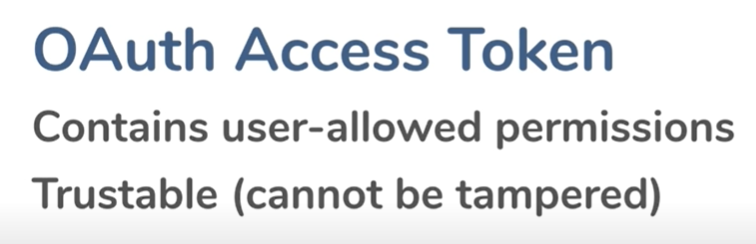 OAuth Access Token
Contains user-allowed permissions
Trustable (cannot be tampered)